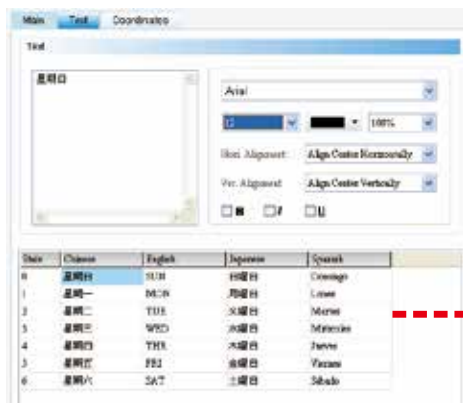 Main Text Coordinates
Text
星期日
Arial
12 100%
Hori. Alignment: Align Center Horizontally
Ver. Alignment: Align Center Vertically
B I U
State Chinese English Japanese Spanish
0 星期日 SUN 日曜日 Domingo
1 星期一 MON 月曜日 Lunes
2 星期二 TUE 火曜日 Martes
3 星期三 WED 水曜日 Miercoles
4 星期四 THR 木曜日 Jueves
5 星期五 FRI 金曜日 Viernes
6 星期六 SAT 土曜日 Sábado